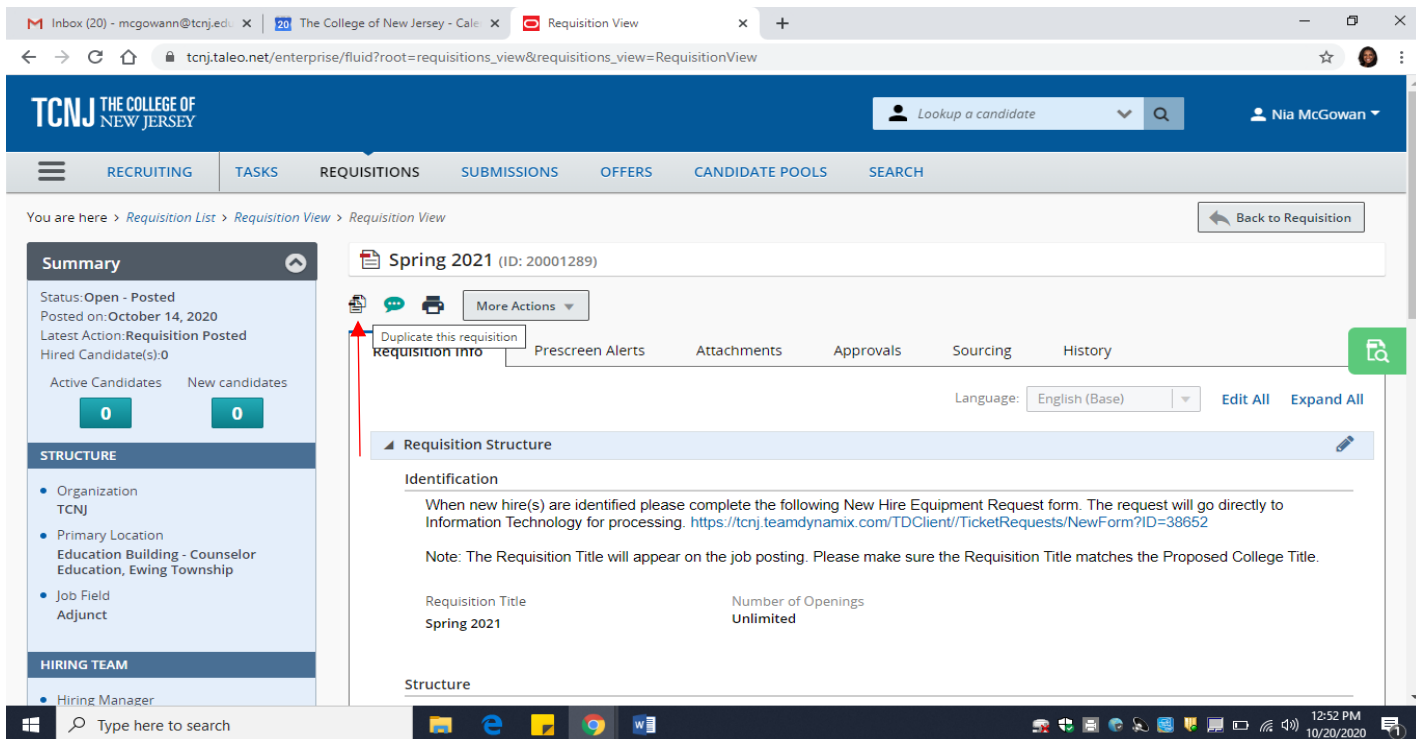 Inbox (20) - mcgowann@tcnj.edu
20 The College of New Jersey - Cale
Requisition View
tcnj.taleo.net/enterprise/fluid?root=requisitions_view&requisitions_view=RequisitionView
TCNJ THE COLLEGE OF NEW JERSEY
Lookup a candidate
Nia McGowan
RECRUITING TASKS REQUISITIONS SUBMISSIONS OFFERS CANDIDATE POOLS SEARCH
You are here > Requisition List > Requisition View > Requisition View
Back to Requisition
Summary
Status:Open - Posted
Posted on:October 14, 2020
Latest Action:Requisition Posted
Hired Candidate(s):0
Active Candidates New candidates
0 0
STRUCTURE
Organization
TCNJ
Primary Location
Education Building - Counselor
Education, Ewing Township
Job Field
Adjunct
HIRING TEAM
Hiring Manager
Spring 2021 (ID: 20001289)
More Actions
Duplicate this requisition
Requisition Info Prescreen Alerts Attachments Approvals Sourcing History
Language: English (Base) Edit All Expand All
Requisition Structure
Identification
When new hire(s) are identified please complete the following New Hire Equipment Request form. The request will go directly to
Information Technology for processing. https://tcnj.teamdynamix.com/TDClient//TicketRequests/NewForm?ID=38652
Note: The Requisition Title will appear on the job posting. Please make sure the Requisition Title matches the Proposed College Title.
Requisition Title Number of Openings
Spring 2021 Unlimited
Structure
Type here to search
12:52 PM
10/20/2020